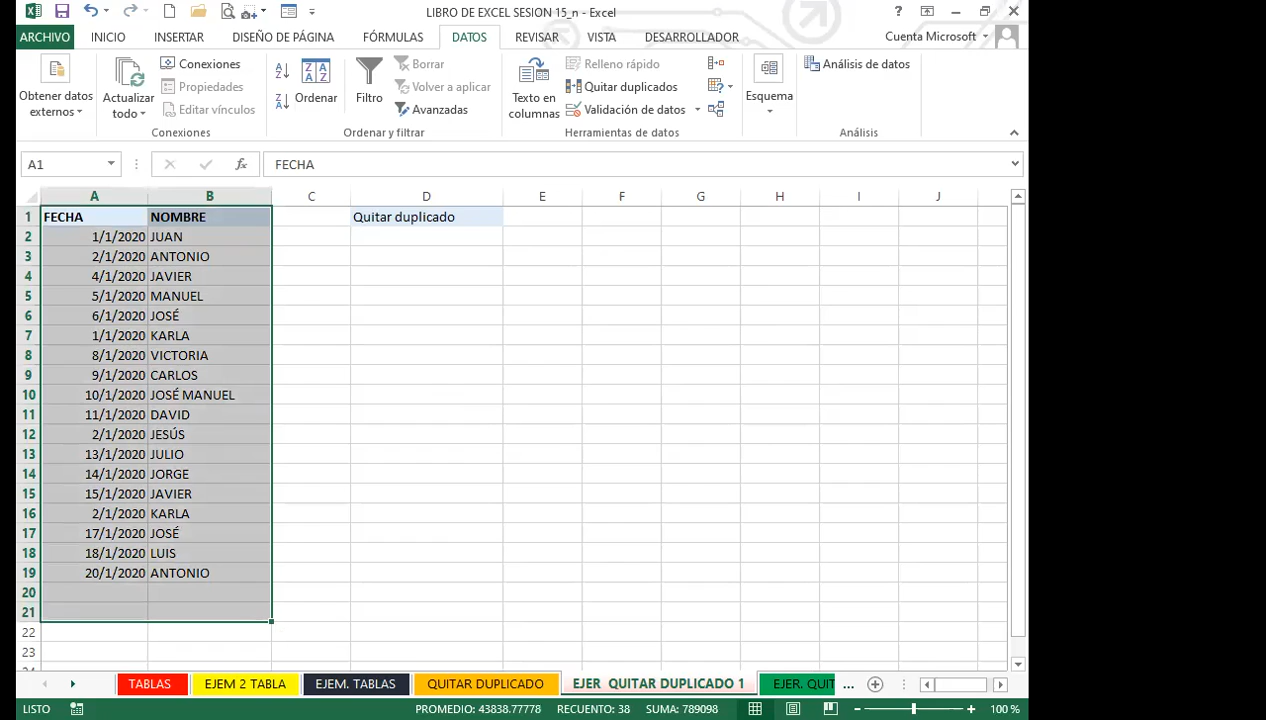 LIBRO DE EXCEL SESION 15_n - Excel
ARCHIVO INICIO INSERTAR DISEÑO DE PÁGINA FÓRMULAS DATOS REVISAR VISTA DESARROLLADOR Cuenta Microsoft
Obtener datos externos
Actualizar todo
Conexiones
Propiedades
Editar vínculos
Conexiones
Ordenar
Filtro
Borrar
Volver a aplicar
Avanzadas
Ordenar y filtrar
Texto en columnas
Relleno rápido
Quitar duplicados
Validación de datos
Herramientas de datos
Esquema
Análisis de datos
Análisis
A1 fx FECHA
A B C D E F G H I J
1 FECHA NOMBRE Quitar duplicado
2 1/1/2020 JUAN
3 2/1/2020 ANTONIO
4 4/1/2020 JAVIER
5 5/1/2020 MANUEL
6 6/1/2020 JOSÉ
7 1/1/2020 KARLA
8 8/1/2020 VICTORIA
9 9/1/2020 CARLOS
10 10/1/2020 JOSÉ MANUEL
11 11/1/2020 DAVID
12 2/1/2020 JESÚS
13 13/1/2020 JULIO
14 14/1/2020 JORGE
15 15/1/2020 JAVIER
16 2/1/2020 KARLA
17 17/1/2020 JOSÉ
18 18/1/2020 LUIS
19 20/1/2020 ANTONIO
20
21
22
23
TABLAS EJEM 2 TABLA EJEM. TABLAS QUITAR DUPLICADO EJER QUITAR DUPLICADO 1 EJER. QUIT ...
LISTO PROMEDIO: 43838.77778 RECUENTO: 38 SUMA: 789098 100 %